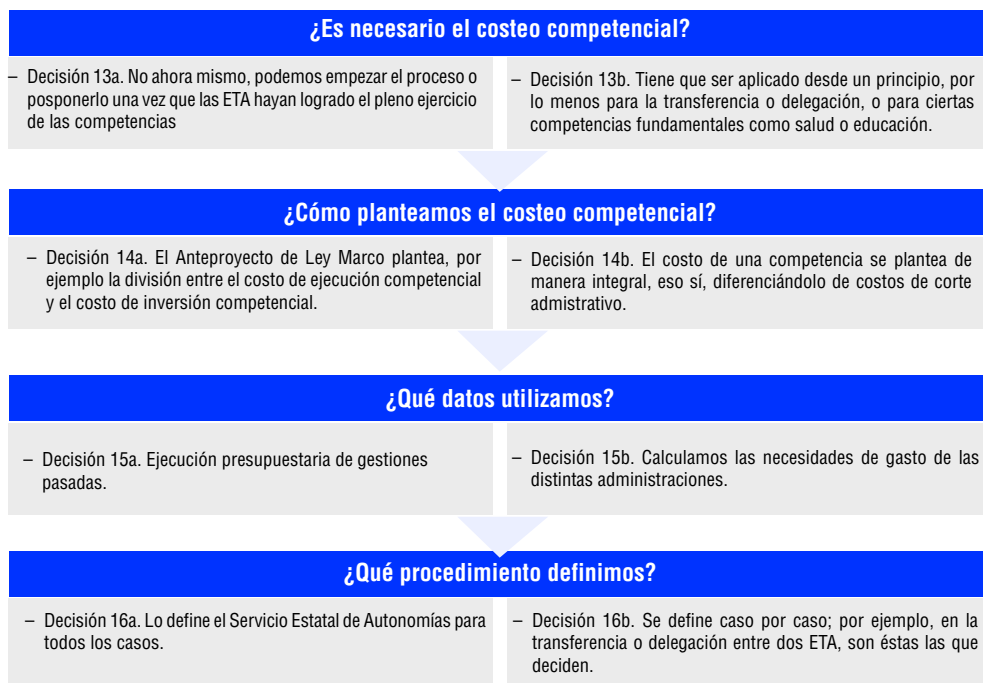 ¿Es necesario el costeo competencial?
– Decisión 13a. No ahora mismo, podemos empezar el proceso o
posponerlo una vez que las ETA hayan logrado el pleno ejercicio
de las competencias
– Decisión 13b. Tiene que ser aplicado desde un principio, por
lo menos para la transferencia o delegación, o para ciertas
competencias fundamentales como salud o educación.
¿Cómo planteamos el costeo competencial?
– Decisión 14a. El Anteproyecto de Ley Marco plantea, por
ejemplo la división entre el costo de ejecución competencial
y el costo de inversión competencial.
– Decisión 14b. El costo de una competencia se plantea de
manera integral, eso sí, diferenciándolo de costos de corte
admistrativo.
¿Qué datos utilizamos?
– Decisión 15a. Ejecución presupuestaria de gestiones
pasadas.
– Decisión 15b. Calculamos las necesidades de gasto de las
distintas administraciones.
¿Qué procedimiento definimos?
– Decisión 16a. Lo define el Servicio Estatal de Autonomías para
todos los casos.
– Decisión 16b. Se define caso por caso; por ejemplo, en la
transferencia o delegación entre dos ETA, son éstas las que
deciden.